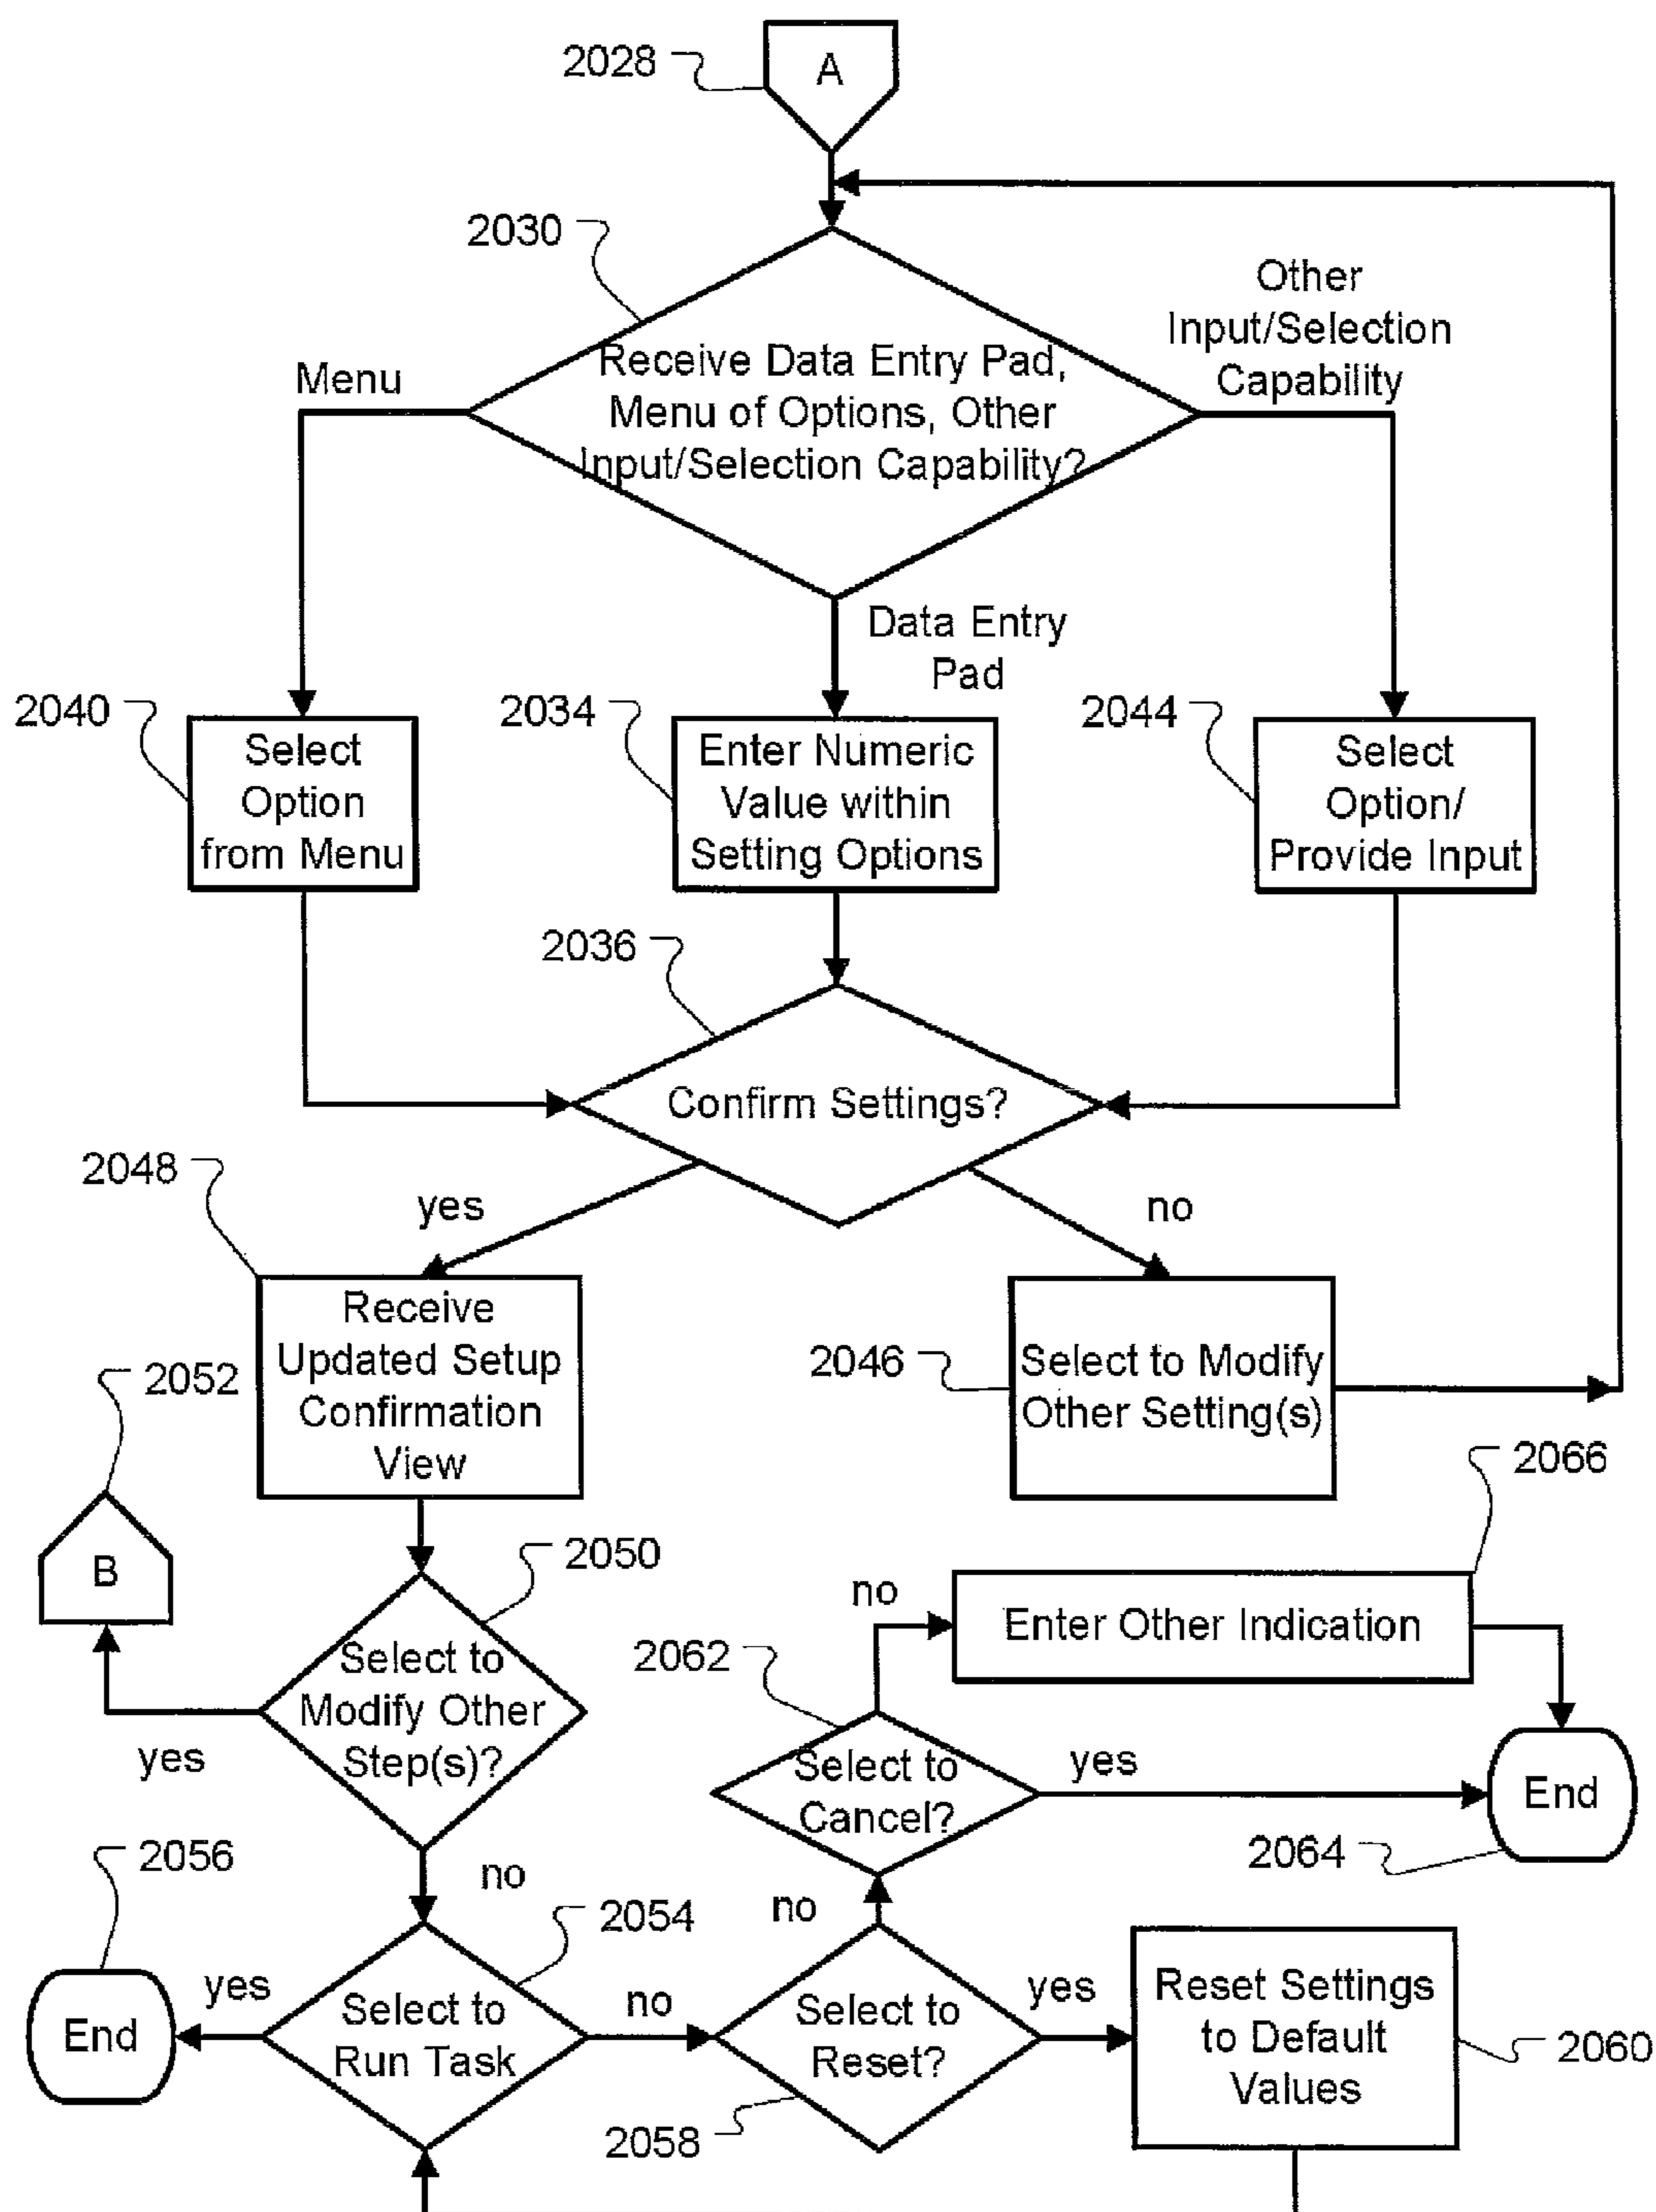 2028
A
2030
Other
Input/Selection
Capability
Menu
Receive Data Entry Pad,
Menu of Options, Other
Input/Selection Capability?
Data Entry
Pad
2040
Select
Option
from Menu
2034
Enter Numeric
Value within
Setting Options
2044
Select
Option/
Provide Input
2036
Confirm Settings?
yes
no
2048
Receive
Updated Setup
Confirmation
View
2046
Select to Modify
Other Setting(s)
2052
B
2050
Select to
Modify Other
Step(s)?
yes
no
2066
Enter Other Indication
no
2062
Select to
Cancel?
yes
End
2064
2056
End
yes
2054
Select to
Run Task
no
no
Select to
Reset?
2058
yes
Reset Settings
to Default
Values
2060